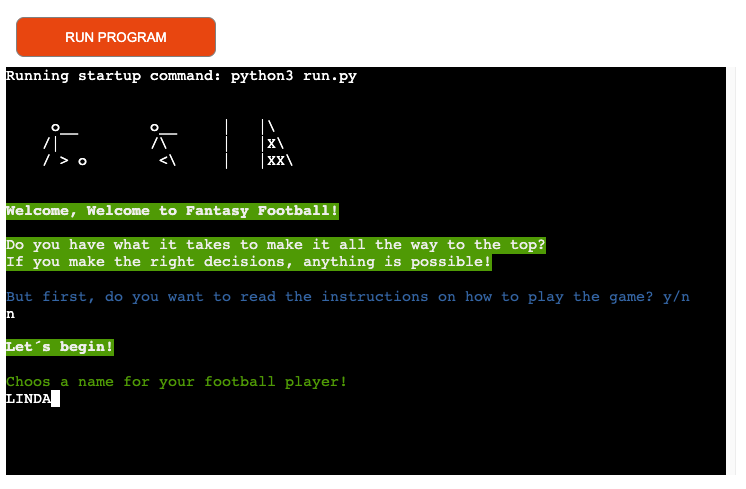 RUN PROGRAM
Running startup command: python3 run.py
    o__        o__     |   |\
   /|          /\      |   |X\
   / > o        <\     |   |XX\
Welcome, Welcome to Fantasy Football!
Do you have what it takes to make it all the way to the top?
If you make the right decisions, anything is possible!
But first, do you want to read the instructions on how to play the game? y/n
n
Let´s begin!
Choos a name for your football player!
LINDA